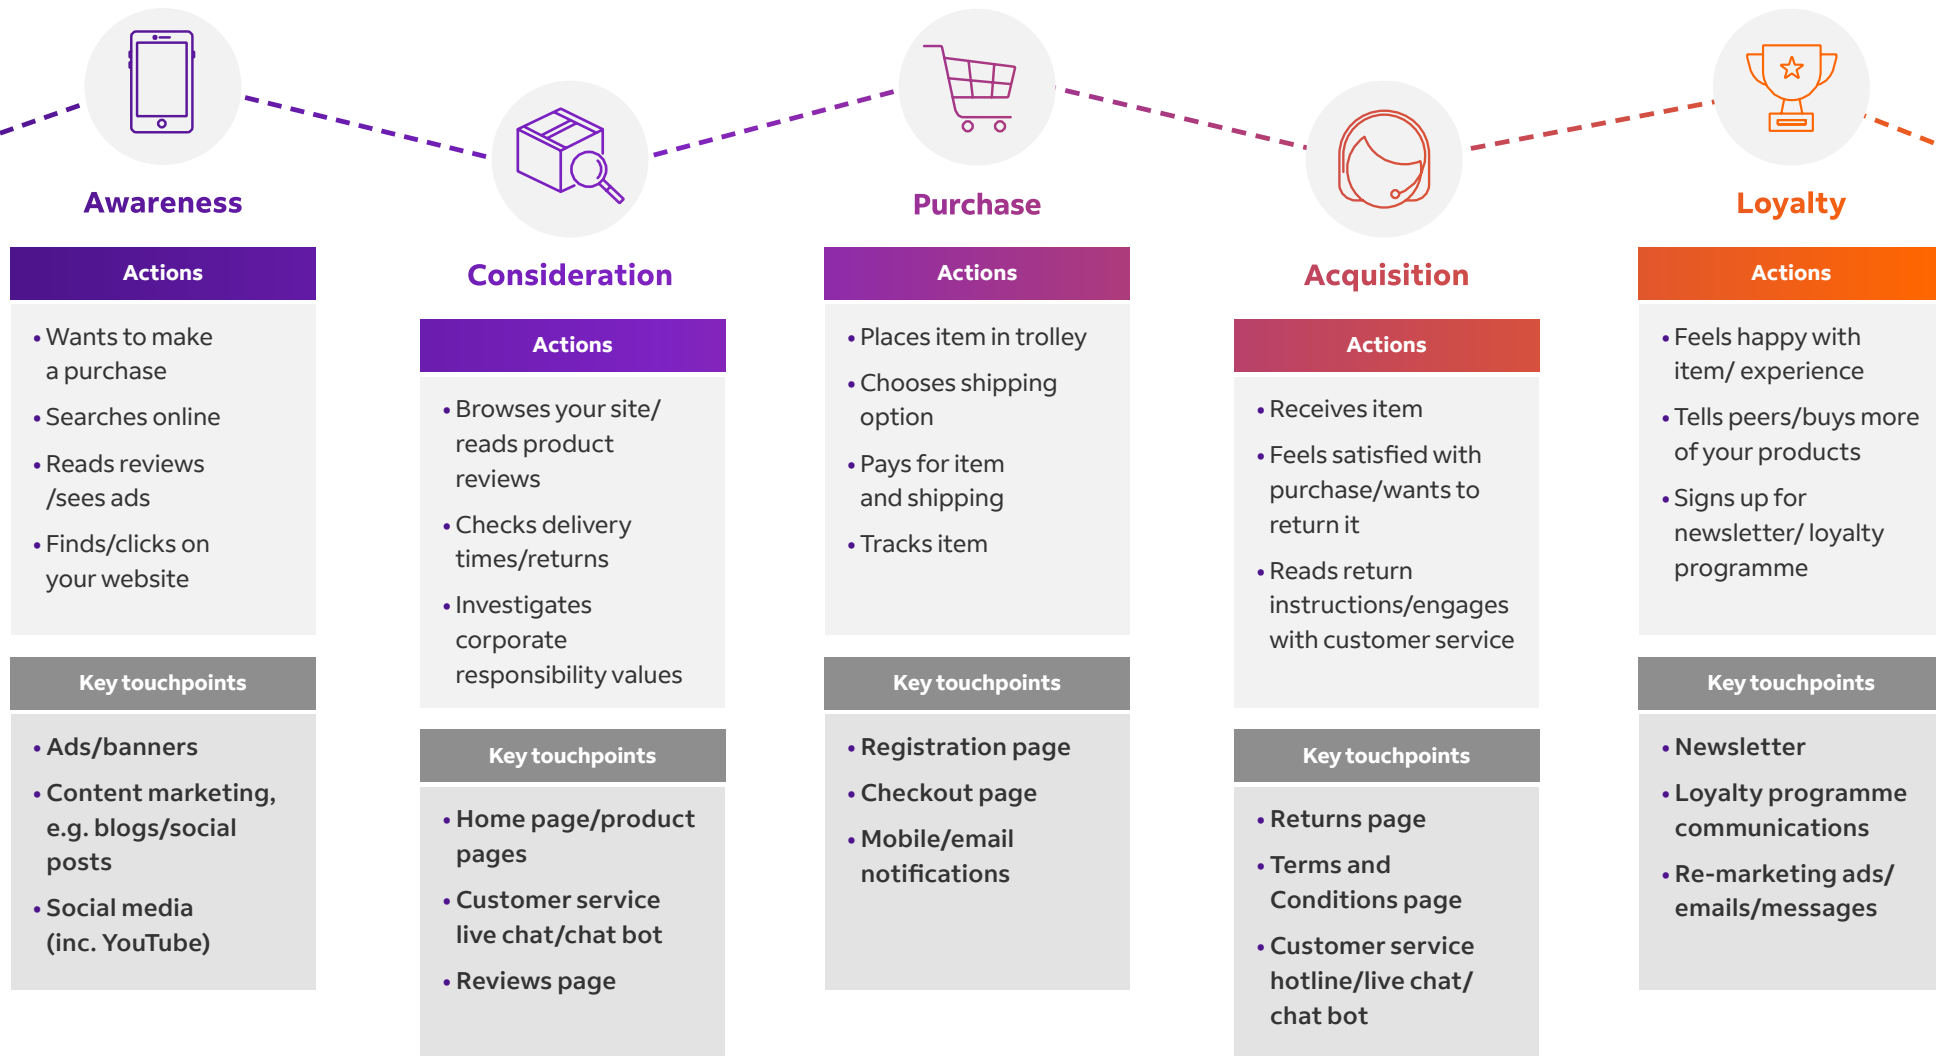 Awareness
Actions
• Wants to make
a purchase
• Searches online
• Reads reviews
/sees ads
• Finds/clicks on
your website
Key touchpoints
• Ads/banners
• Content marketing,
e.g. blogs/social
posts
• Social media
(inc. YouTube)
Consideration
Actions
• Browses your site/
reads product
reviews
• Checks delivery
times/returns
• Investigates
corporate
responsibility values
Key touchpoints
• Home page/product
pages
• Customer service
live chat/chat bot
• Reviews page
Purchase
Actions
• Places item in trolley
• Chooses shipping
option
• Pays for item
and shipping
• Tracks item
Key touchpoints
• Registration page
• Checkout page
• Mobile/email
notifications
Acquisition
Actions
• Receives item
• Feels satisfied with
purchase/wants to
return it
• Reads return
instructions/engages
with customer service
Key touchpoints
• Returns page
• Terms and
Conditions page
• Customer service
hotline/live chat/
chat bot
Loyalty
Actions
• Feels happy with
item/ experience
• Tells peers/buys more
of your products
• Signs up for
newsletter/ loyalty
programme
Key touchpoints
• Newsletter
• Loyalty programme
communications
• Re-marketing ads/
emails/messages